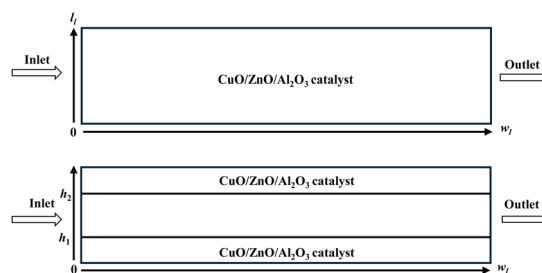 l_l
Inlet
CuO/ZnO/Al₂O₃ catalyst
Outlet
0
w_l
CuO/ZnO/Al₂O₃ catalyst
h₂
Inlet
Outlet
h₁
CuO/ZnO/Al₂O₃ catalyst
0
w_l